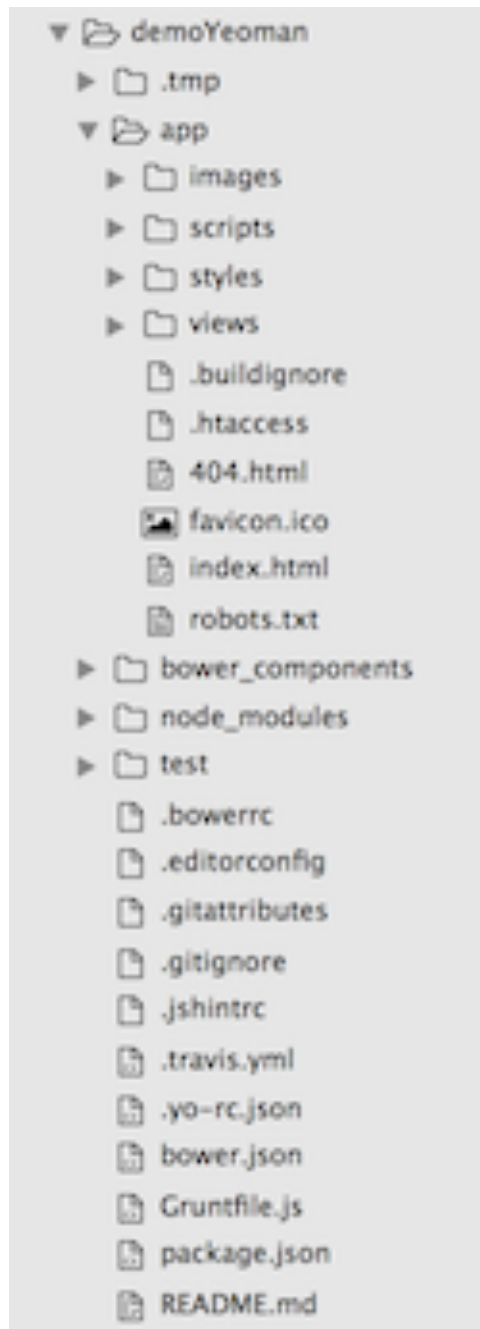 demoYeoman
.tmp
app
images
scripts
styles
views
.buildignore
.htaccess
404.html
favicon.ico
index.html
robots.txt
bower_components
node_modules
test
.bowerrc
.editorconfig
.gitattributes
.gitignore
.jshintrc
.travis.yml
.yo-rc.json
bower.json
Gruntfile.js
package.json
README.md